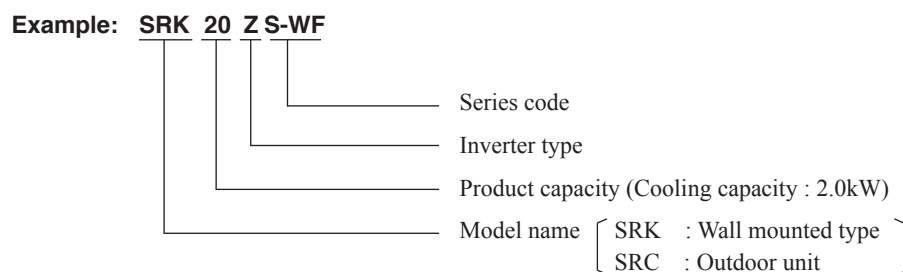 Example: SRK 20 Z S-WF
Series code
Inverter type
Product capacity (Cooling capacity : 2.0kW)
Model name SRK : Wall mounted type
SRC : Outdoor unit